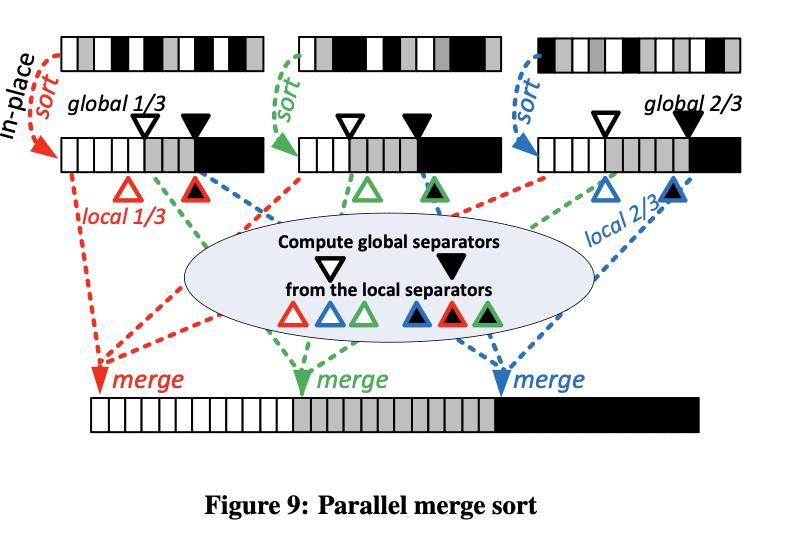 In-place
sort
sort
sort
global 1/3
global 2/3
local 1/3
local 2/3
Compute global separators
from the local separators
merge
merge
merge
Figure 9: Parallel merge sort